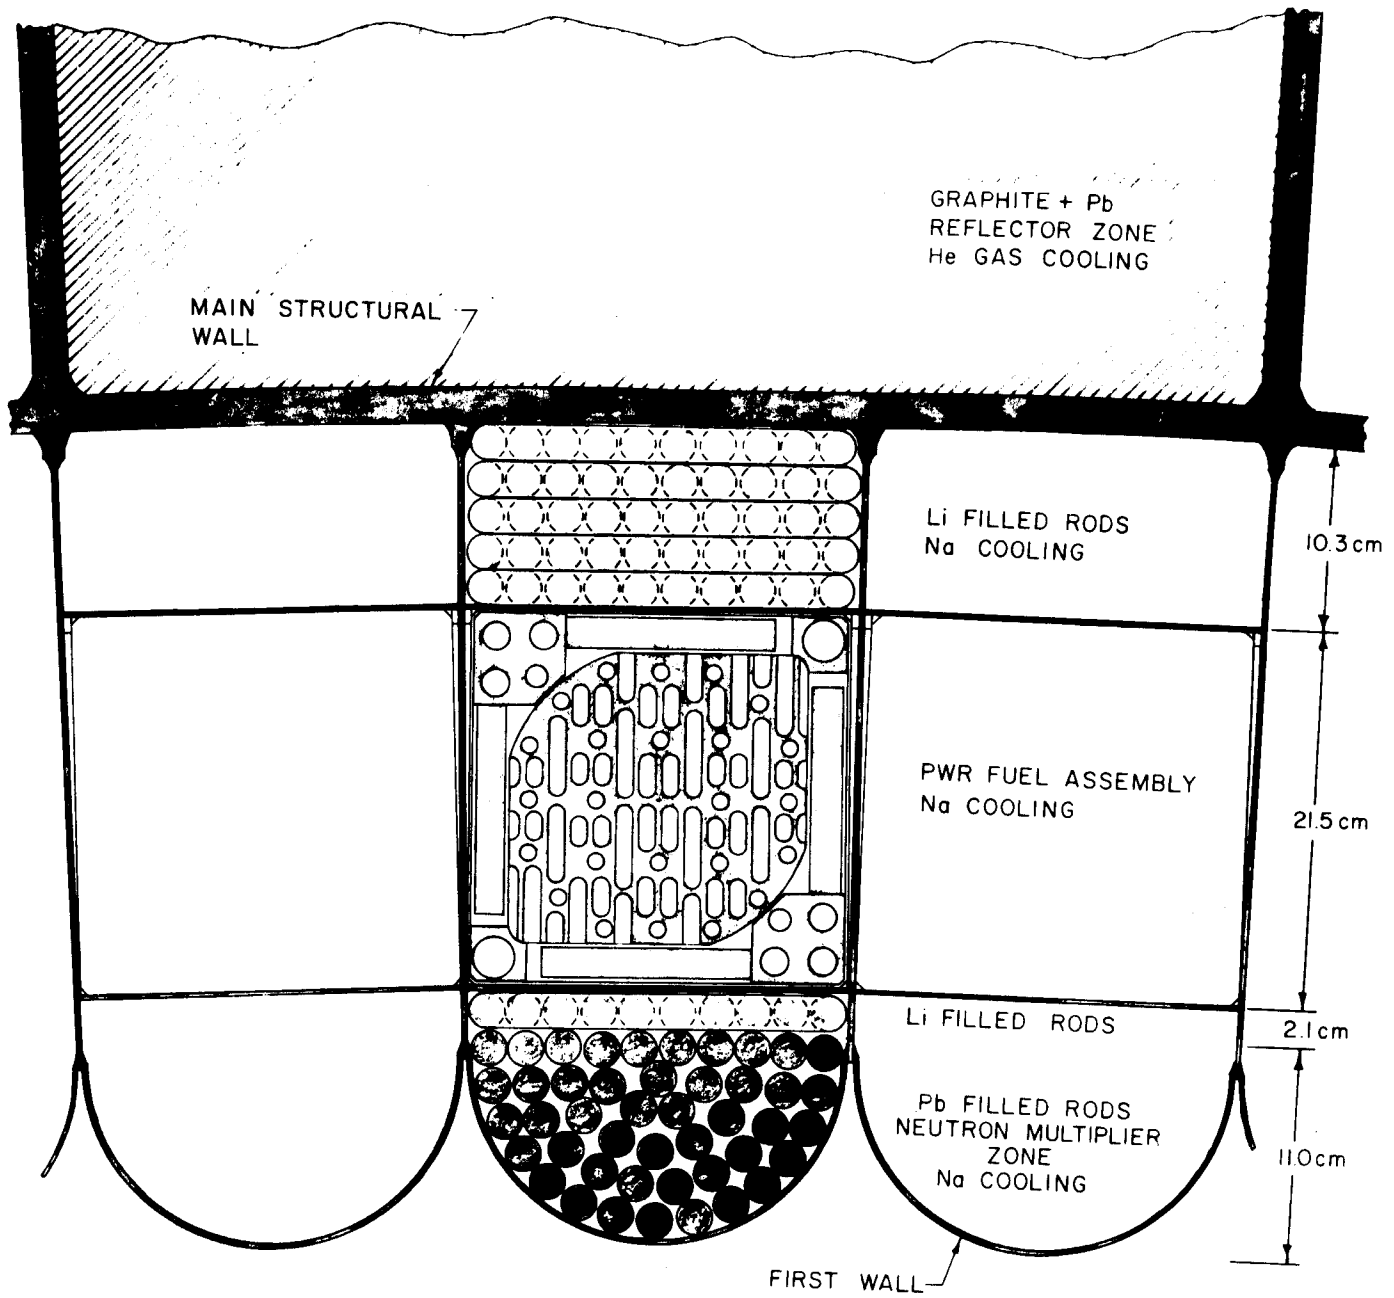 GRAPHITE + Pb
REFLECTOR ZONE
He GAS COOLING
MAIN STRUCTURAL
WALL
Li FILLED RODS
Na COOLING
10.3 cm
PWR FUEL ASSEMBLY
Na COOLING
21.5 cm
Li FILLED RODS
2.1 cm
Pb FILLED RODS
NEUTRON MULTIPLIER
ZONE
Na COOLING
11.0 cm
FIRST WALL